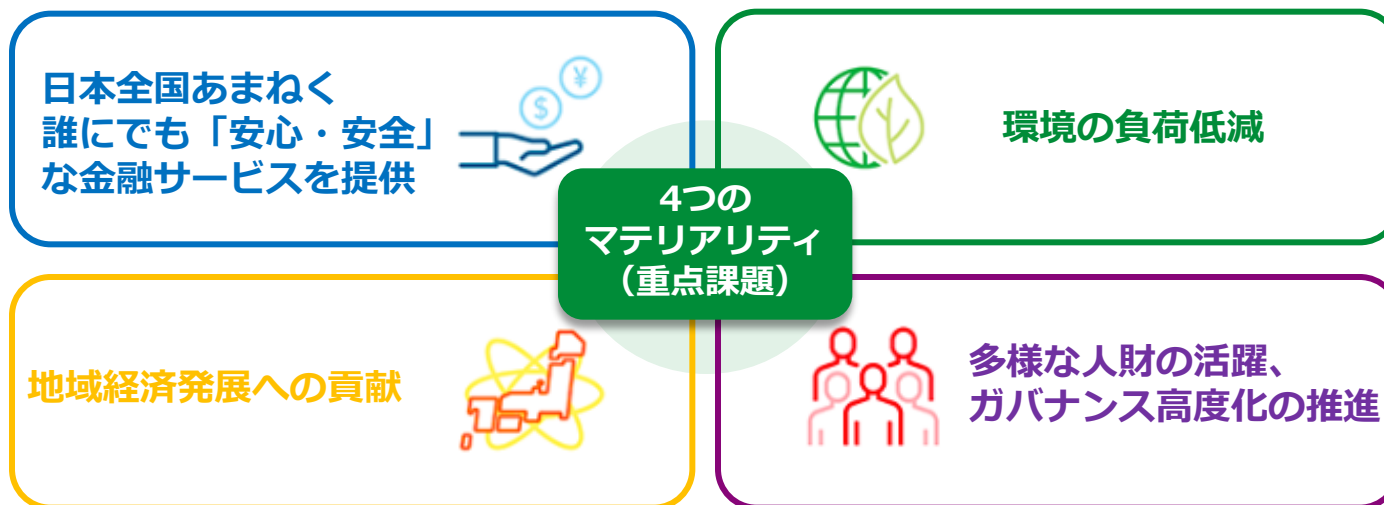 日本全国あまねく
誰にでも「安心・安全」
な金融サービスを提供
¥
$
環境の負荷低減
4つの
マテリアリティ
（重点課題）
地域経済発展への貢献
多様な人財の活躍、
ガバナンス高度化の推進